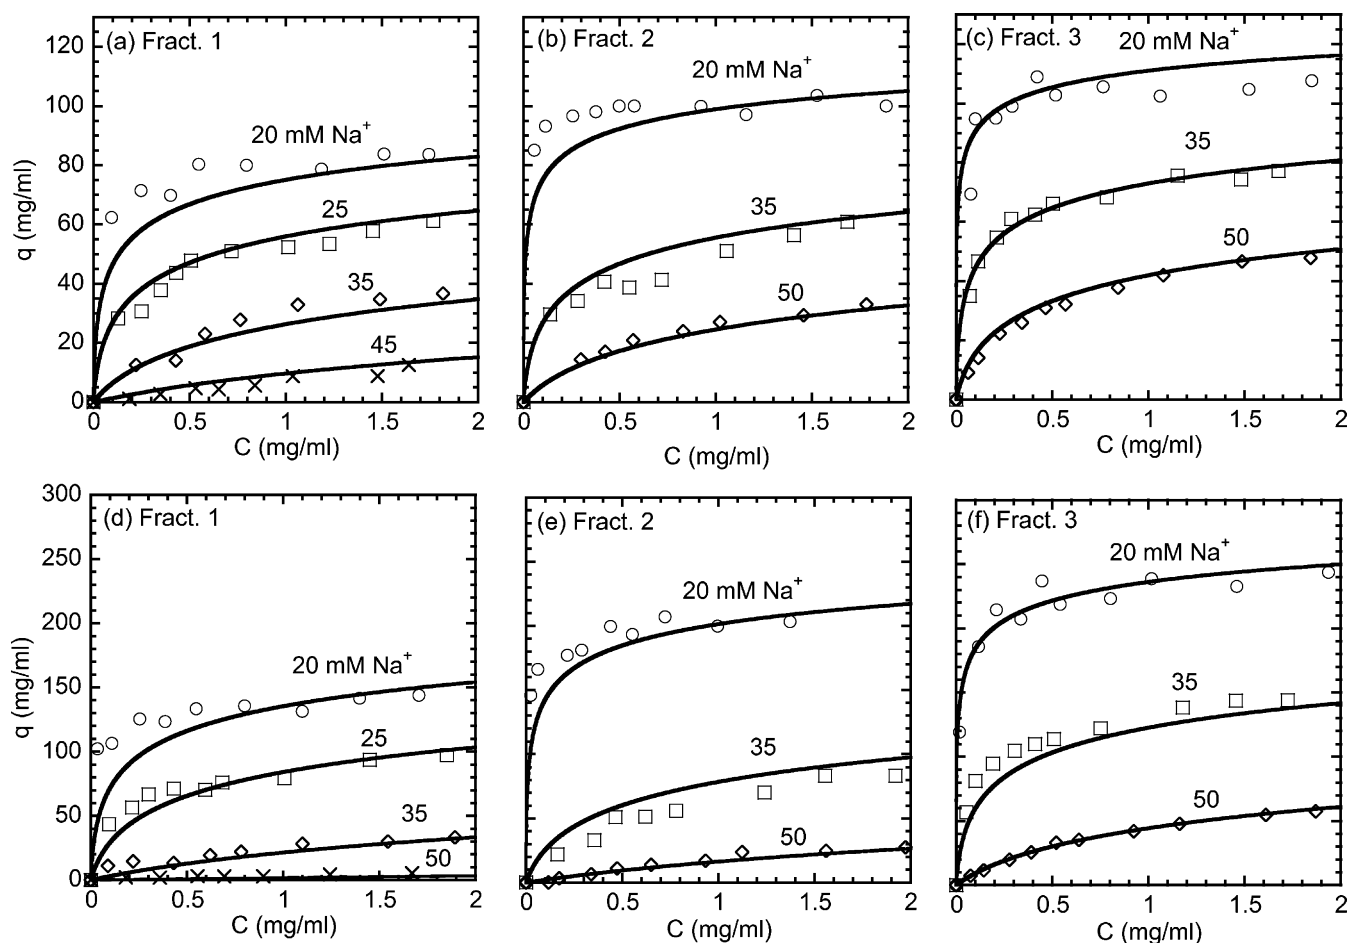 (a) Fract. 1
20 mM Na+
25
35
45
120
100
80
60
40
20
0
q (mg/ml)
0
0.5
1
1.5
2
C (mg/ml)
(b) Fract. 2
20 mM Na+
35
50
0
0.5
1
1.5
2
C (mg/ml)
(c) Fract. 3
20 mM Na+
35
50
0
0.5
1
1.5
2
C (mg/ml)
(d) Fract. 1
20 mM Na+
25
35
50
300
250
200
150
100
50
0
q (mg/ml)
0
0.5
1
1.5
2
C (mg/ml)
(e) Fract. 2
20 mM Na+
35
50
0
0.5
1
1.5
2
C (mg/ml)
(f) Fract. 3
20 mM Na+
35
50
0
0.5
1
1.5
2
C (mg/ml)